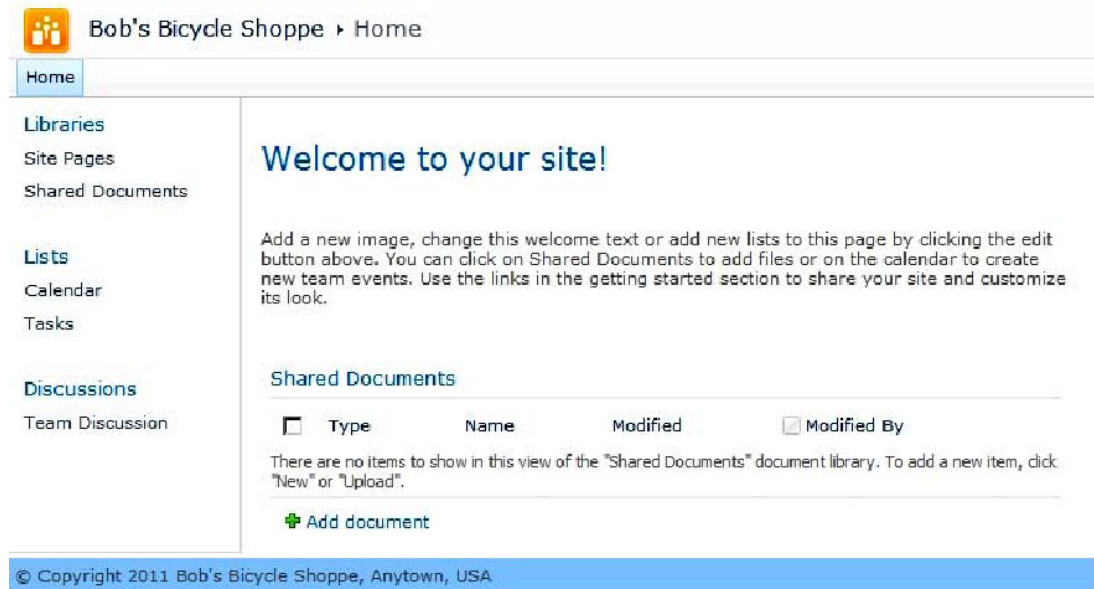 Bob's Bicycle Shoppe ▸ Home
Home
Libraries
Site Pages
Shared Documents
Lists
Calendar
Tasks
Discussions
Team Discussion
Welcome to your site!
Add a new image, change this welcome text or add new lists to this page by clicking the edit
button above. You can click on Shared Documents to add files or on the calendar to create
new team events. Use the links in the getting started section to share your site and customize
its look.
Shared Documents
Type Name Modified Modified By
There are no items to show in this view of the "Shared Documents" document library. To add a new item, click
"New" or "Upload".
Add document
© Copyright 2011 Bob's Bicycle Shoppe, Anytown, USA